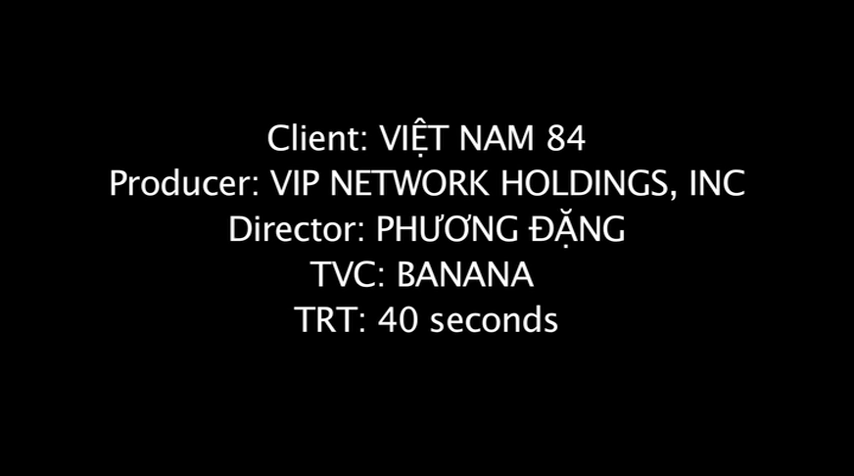 Client: VIỆT NAM 84
Producer: VIP NETWORK HOLDINGS, INC
Director: PHƯƠNG ĐẶNG
TVC: BANANA
TRT: 40 seconds